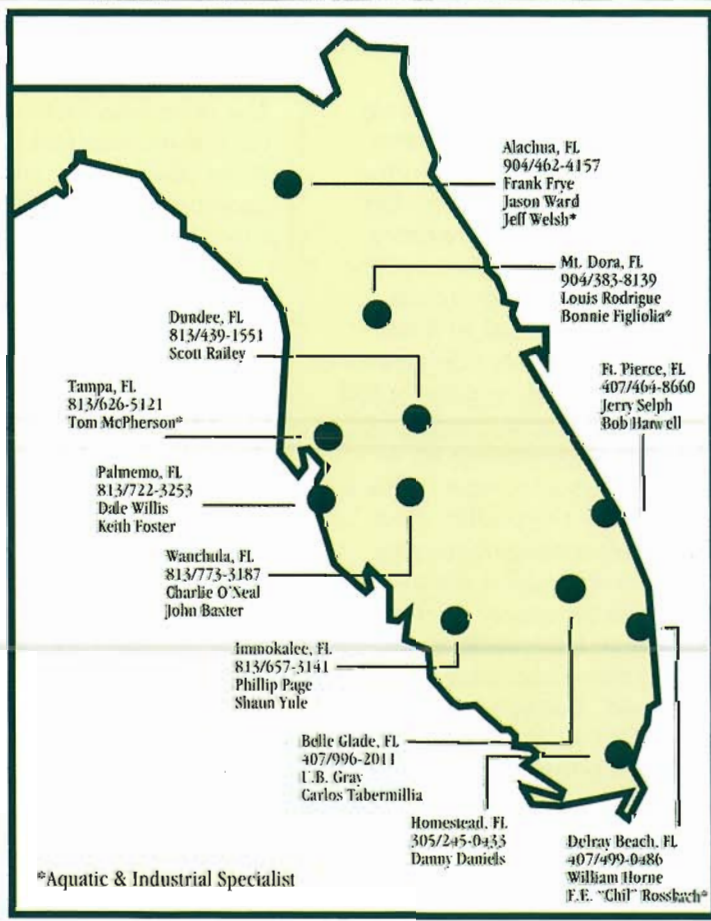 Alachua, FL
904/462-4157
Frank Frye
Jason Ward
Jeff Welsh*
Mt. Dora, FL
904/383-8139
Louis Rodrigue
Bonnie Figliolia*
Dundee, FL
813/439-1551
Scott Railey
Ft. Pierce, FL
407/464-8660
Jerry Selph
Bob Harwell
Tampa, FL
813/626-5121
Tom McPherson*
Palmemo, FL
813/722-3253
Dale Willis
Keith Foster
Wauchula, FL
813/773-3187
Charlie O'Neal
John Baxter
Immokalee, FL
813/657-3141
Phillip Page
Shaun Yule
Belle Glade, FL
407/996-2011
U.B. Gray
Carlos Tabermillia
Homestead, FL
305/245-0433
Danny Daniels
Delray Beach, FL
407/499-0486
William Horne
F.E. "Chil" Rossbach*
*Aquatic & Industrial Specialist